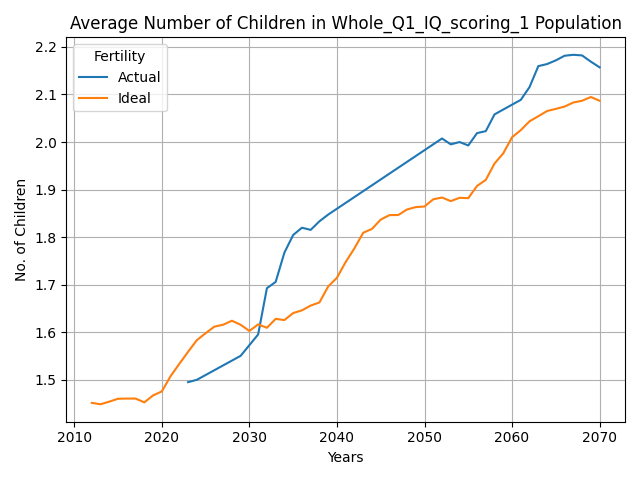 Average Number of Children in Whole_Q1_IQ_scoring_1 Population
Fertility
Actual
Ideal
No. of Children
2.2
2.1
2.0
1.9
1.8
1.7
1.6
1.5
2010 2020 2030 2040 2050 2060 2070
Years